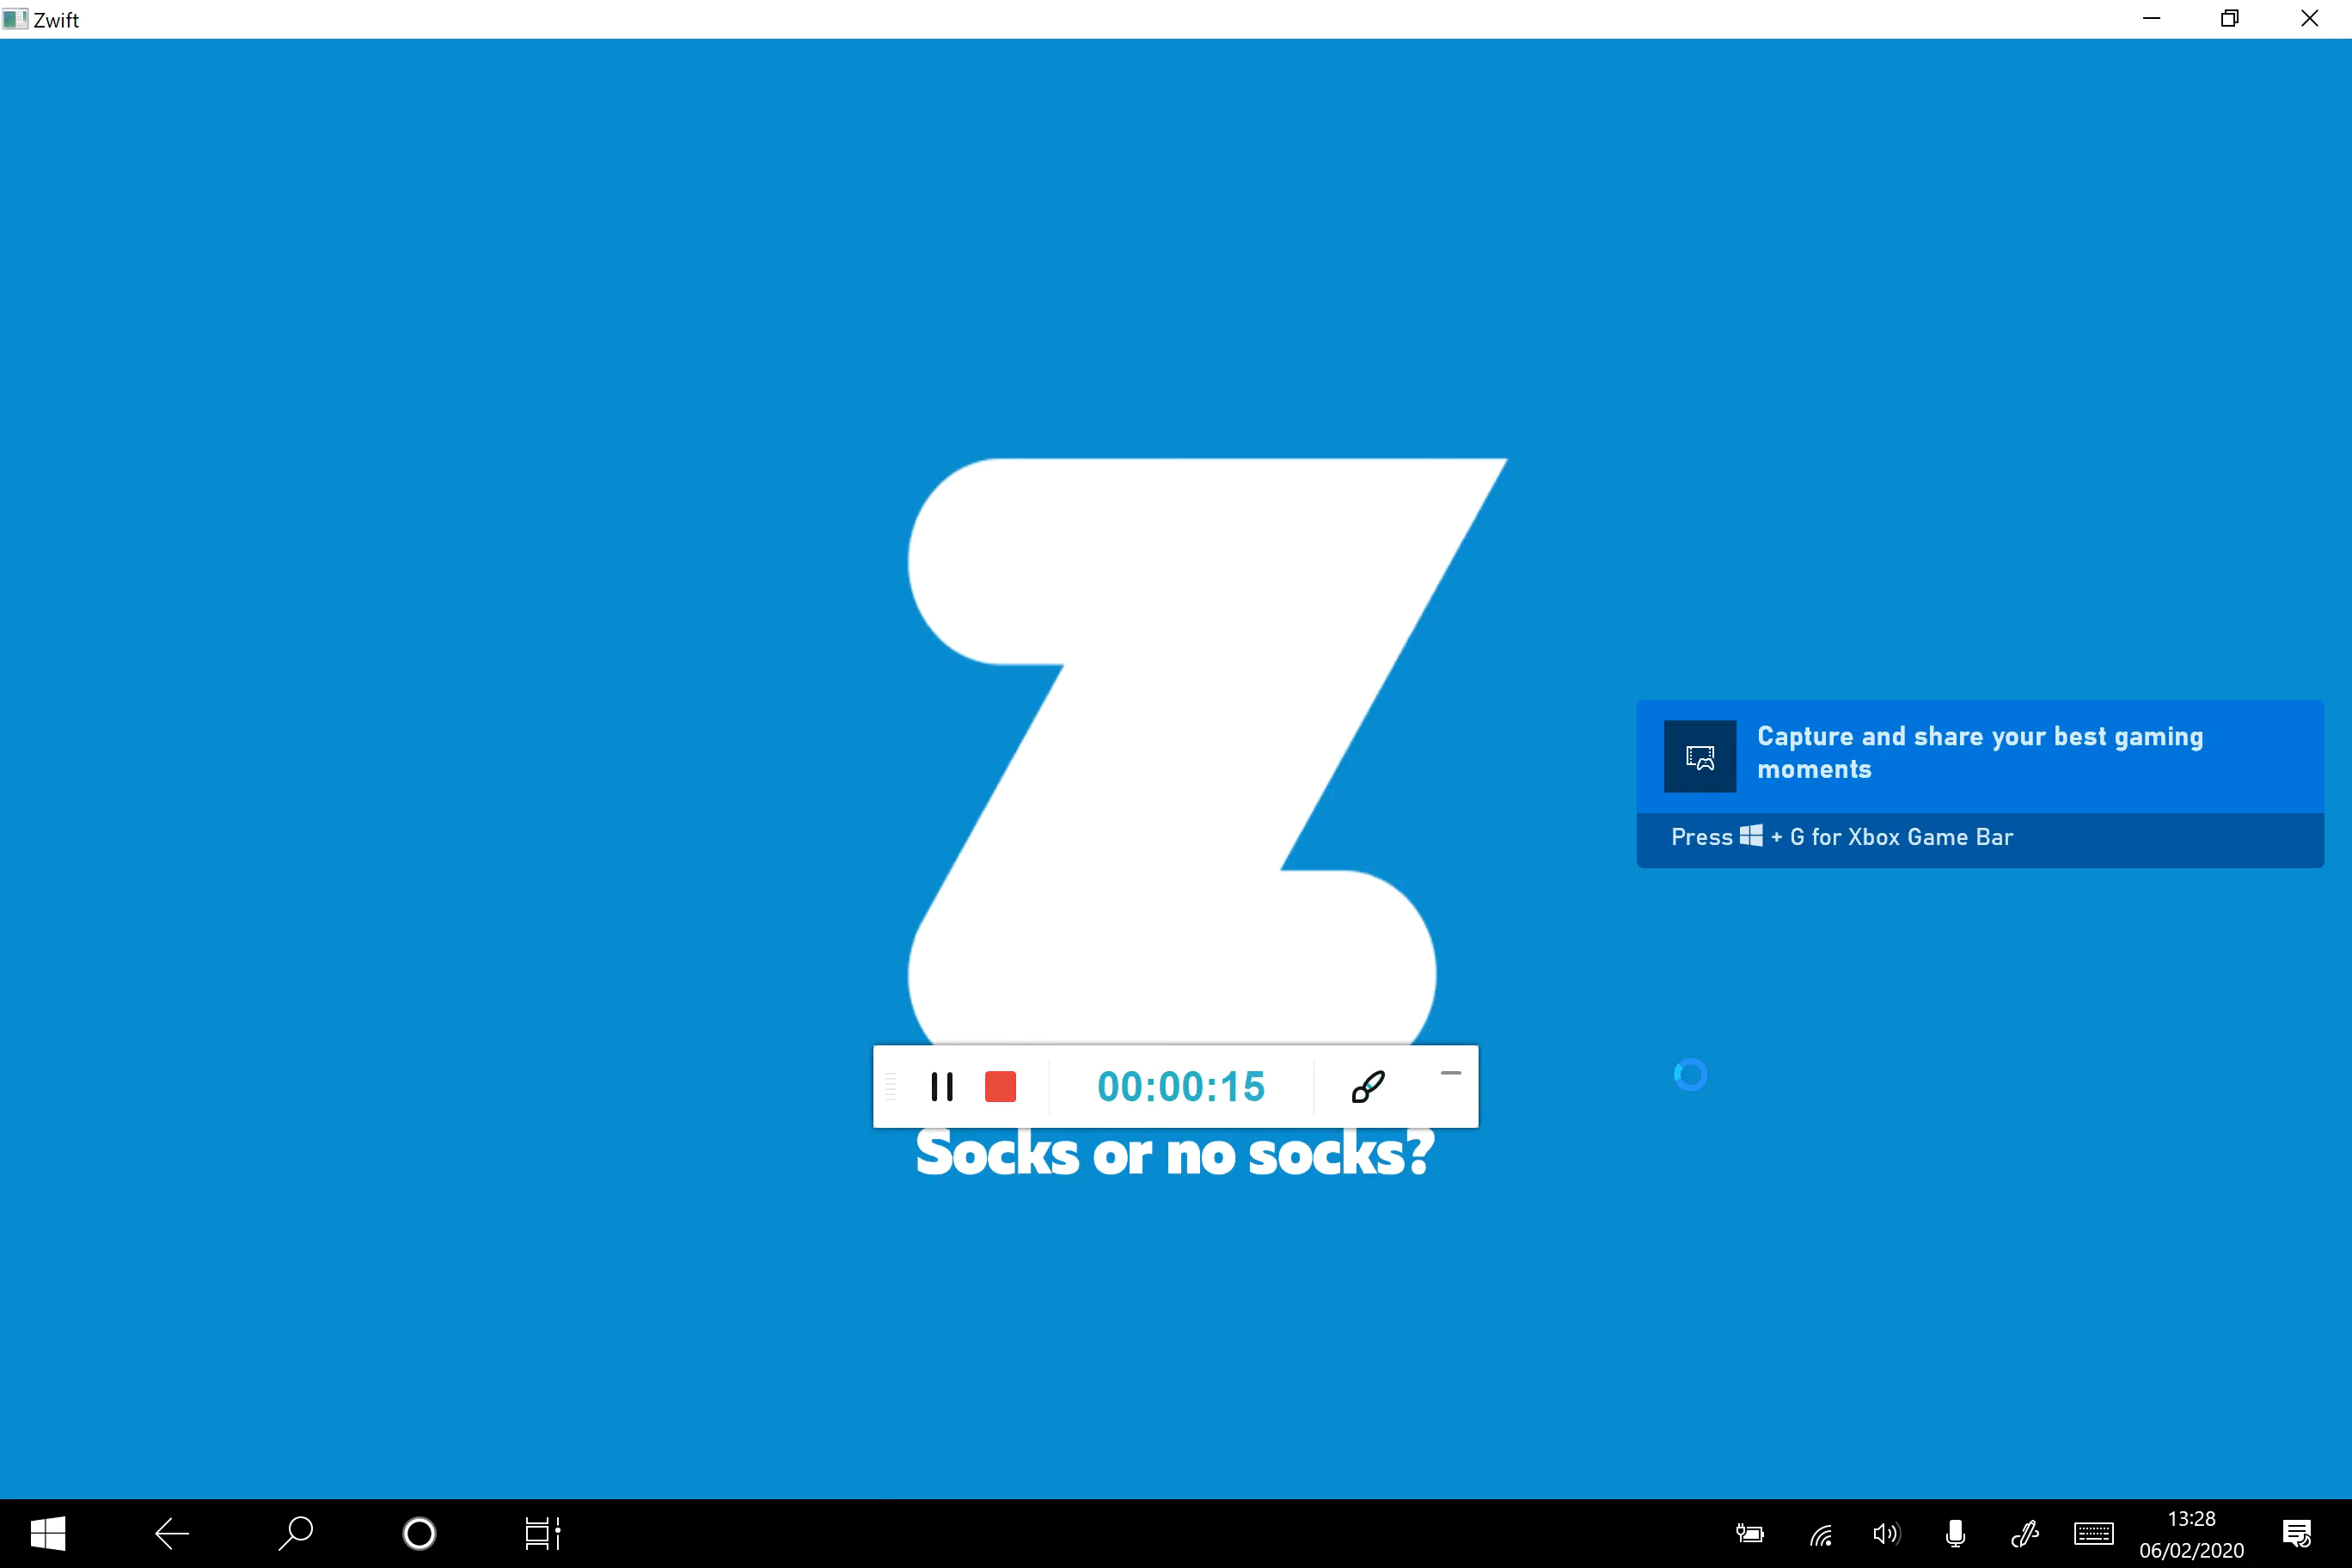 Zwift
Capture and share your best gaming
moments
Press + G for Xbox Game Bar
00:00:15
Socks or no socks?
13:28
06/02/2020